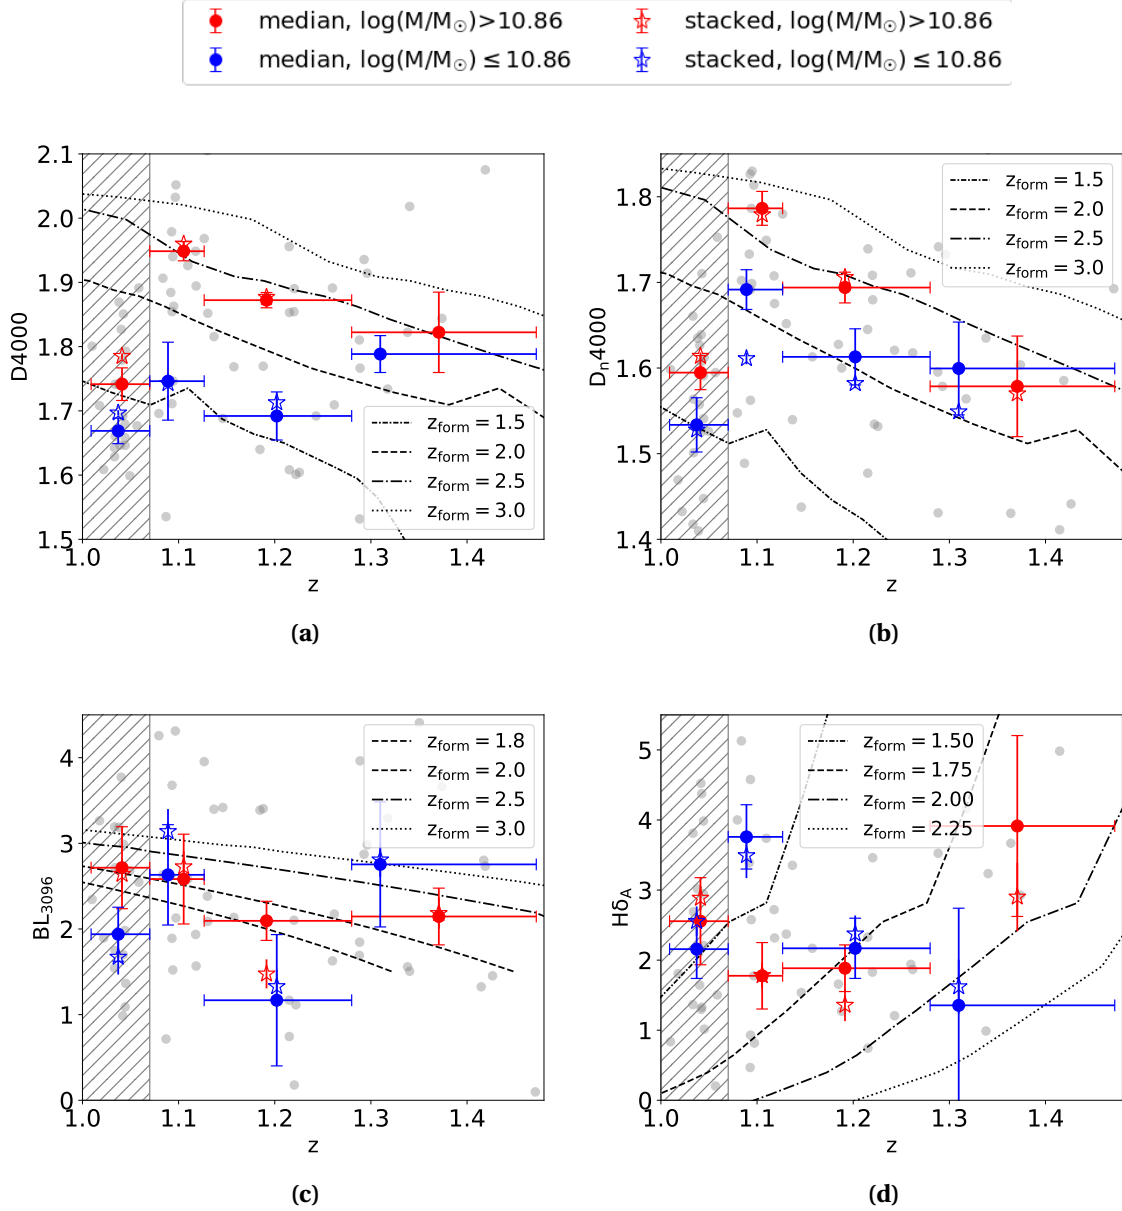 median, log(M/M☉)>10.86 stacked, log(M/M☉)>10.86
median, log(M/M☉)≤10.86 stacked, log(M/M☉)≤10.86
2.1
2.0
1.9
1.8
1.7
1.6
1.5
D4000
z_form = 1.5
z_form = 2.0
z_form = 2.5
z_form = 3.0
1.0 1.1 1.2 1.3 1.4
z
(a)
1.8
1.7
1.6
1.5
1.4
Dₙ4000
z_form = 1.5
z_form = 2.0
z_form = 2.5
z_form = 3.0
1.0 1.1 1.2 1.3 1.4
z
(b)
4
3
2
1
0
BL₃₀₉₆
z_form = 1.8
z_form = 2.0
z_form = 2.5
z_form = 3.0
1.0 1.1 1.2 1.3 1.4
z
(c)
5
4
3
2
1
0
Hδ_A
z_form = 1.50
z_form = 1.75
z_form = 2.00
z_form = 2.25
1.0 1.1 1.2 1.3 1.4
z
(d)